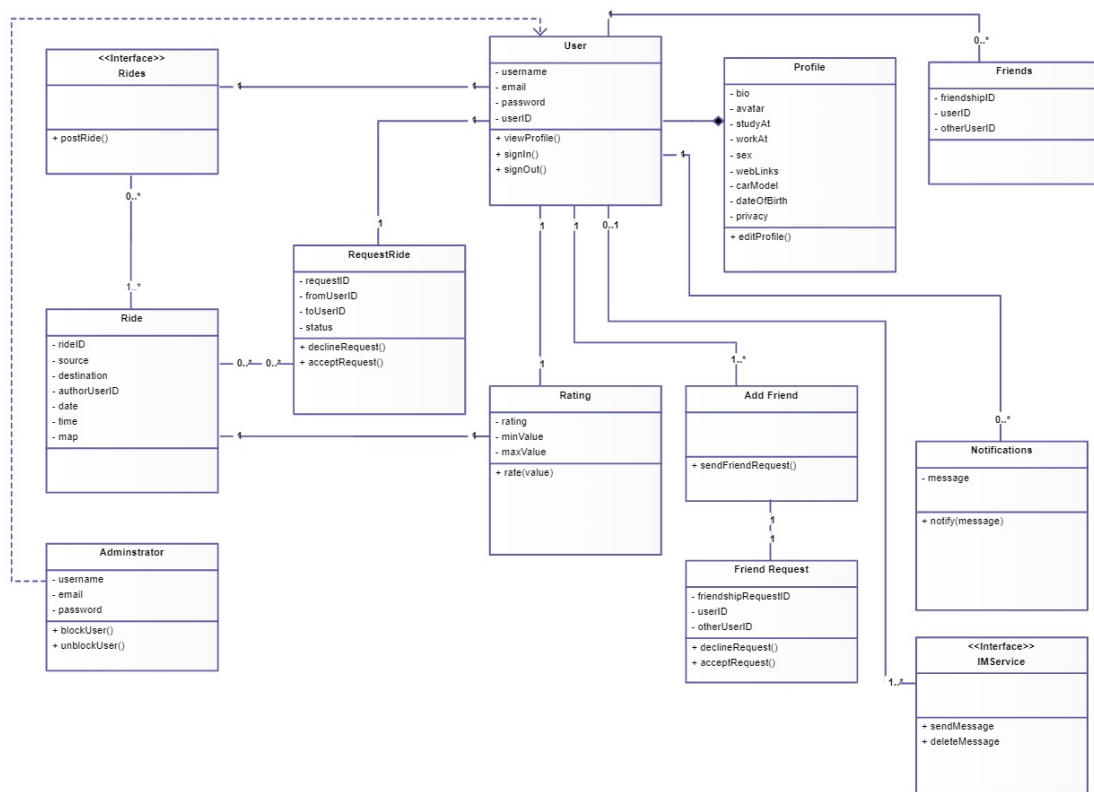 1
User
- username
- email
- password
- userID
+ viewProfile()
+ signIn()
+ signOut()
<<Interface>>
Rides
+ postRide()
1
1
1
1
0..*
Friends
- friendshipID
- userID
- otherUserID
Profile
- bio
- avatar
- studyAt
- workAt
- sex
- webLinks
- carModel
- dateOfBirth
- privacy
+ editProfile()
0..*
1..*
1
1
1
0..1
1
RequestRide
- requestID
- fromUserID
- toUserID
- status
+ declineRequest()
+ acceptRequest()
Ride
- rideID
- source
- destination
- authorUserID
- date
- time
- map
0..*
0..*
1
1
1
Rating
- rating
- minValue
- maxValue
+ rate(value)
1..*
Add Friend
+ sendFriendRequest()
1
1
Friend Request
- friendshipRequestID
- userID
- otherUserID
+ declineRequest()
+ acceptRequest()
0..*
Notifications
- message
+ notify(message)
Adminstrator
- username
- email
- password
+ blockUser()
+ unblockUser()
1..*
<<Interface>>
IMService
+ sendMessage
+ deleteMessage